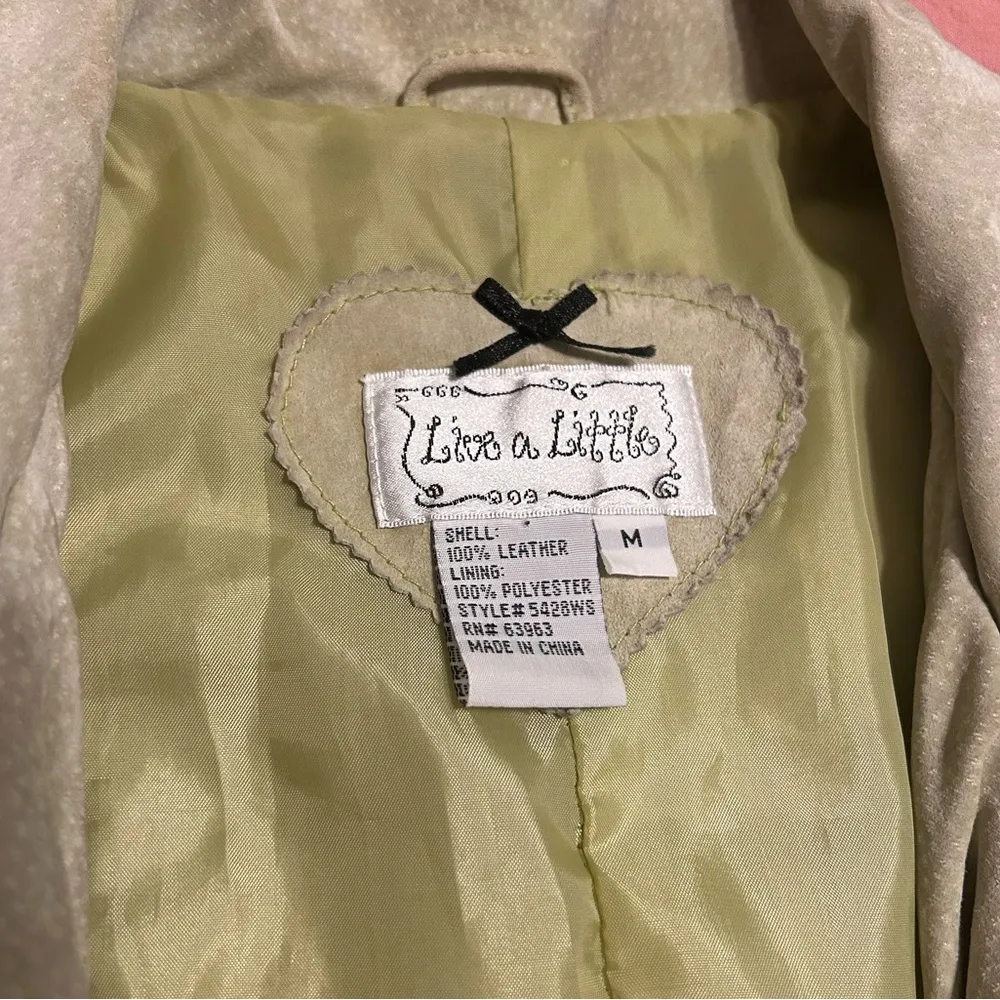 Live a Little
SHELL:
100% LEATHER
LINING:
100% POLYESTER
STYLE# 5428WS
RN# 63963
MADE IN CHINA
M